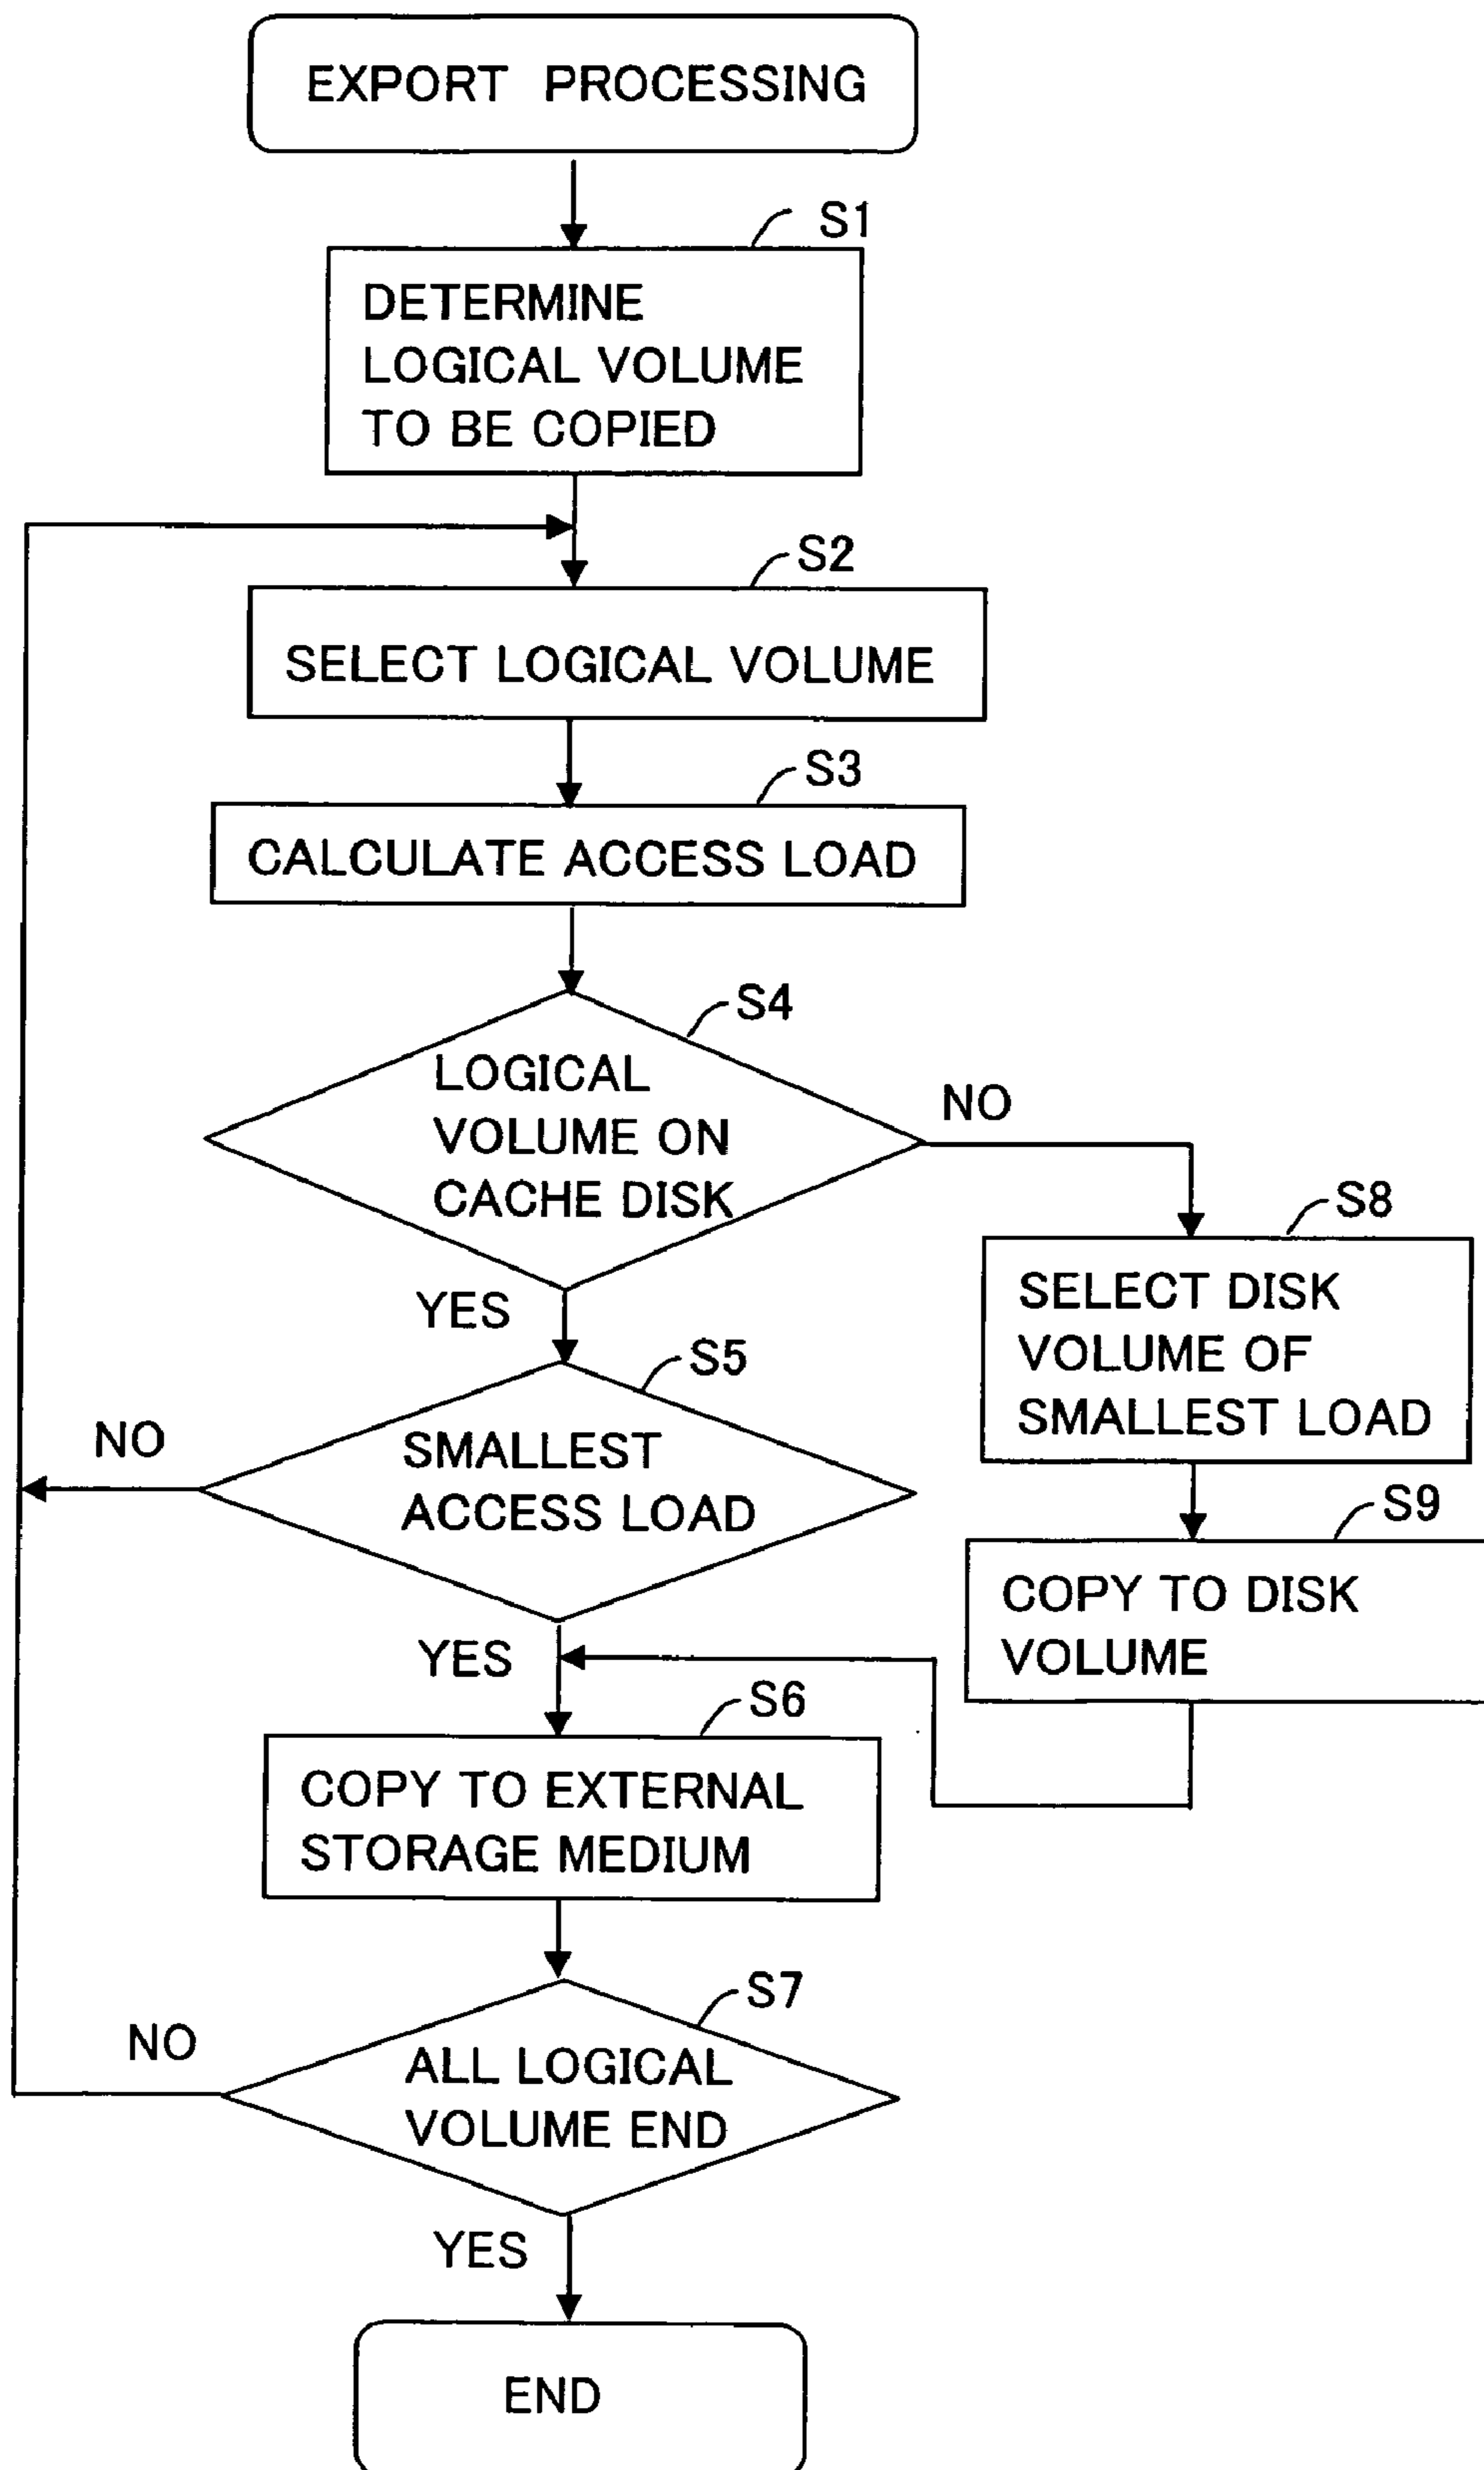 EXPORT PROCESSING
S1
DETERMINE
LOGICAL VOLUME
TO BE COPIED
S2
SELECT LOGICAL VOLUME
S3
CALCULATE ACCESS LOAD
S4
LOGICAL
VOLUME ON
CACHE DISK
NO
YES
S8
SELECT DISK
VOLUME OF
SMALLEST LOAD
S5
SMALLEST
ACCESS LOAD
NO
YES
S9
COPY TO DISK
VOLUME
S6
COPY TO EXTERNAL
STORAGE MEDIUM
S7
ALL LOGICAL
VOLUME END
NO
YES
END